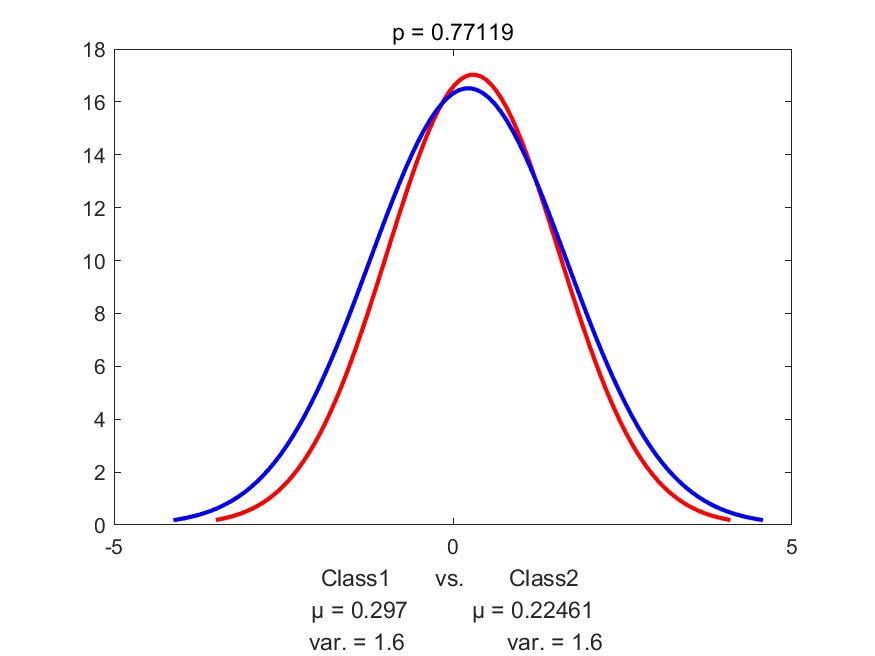 p = 0.77119
18
16
14
12
10
8
6
4
2
0
-5 0 5
Class1 vs. Class2
μ = 0.297 μ = 0.22461
var. = 1.6 var. = 1.6